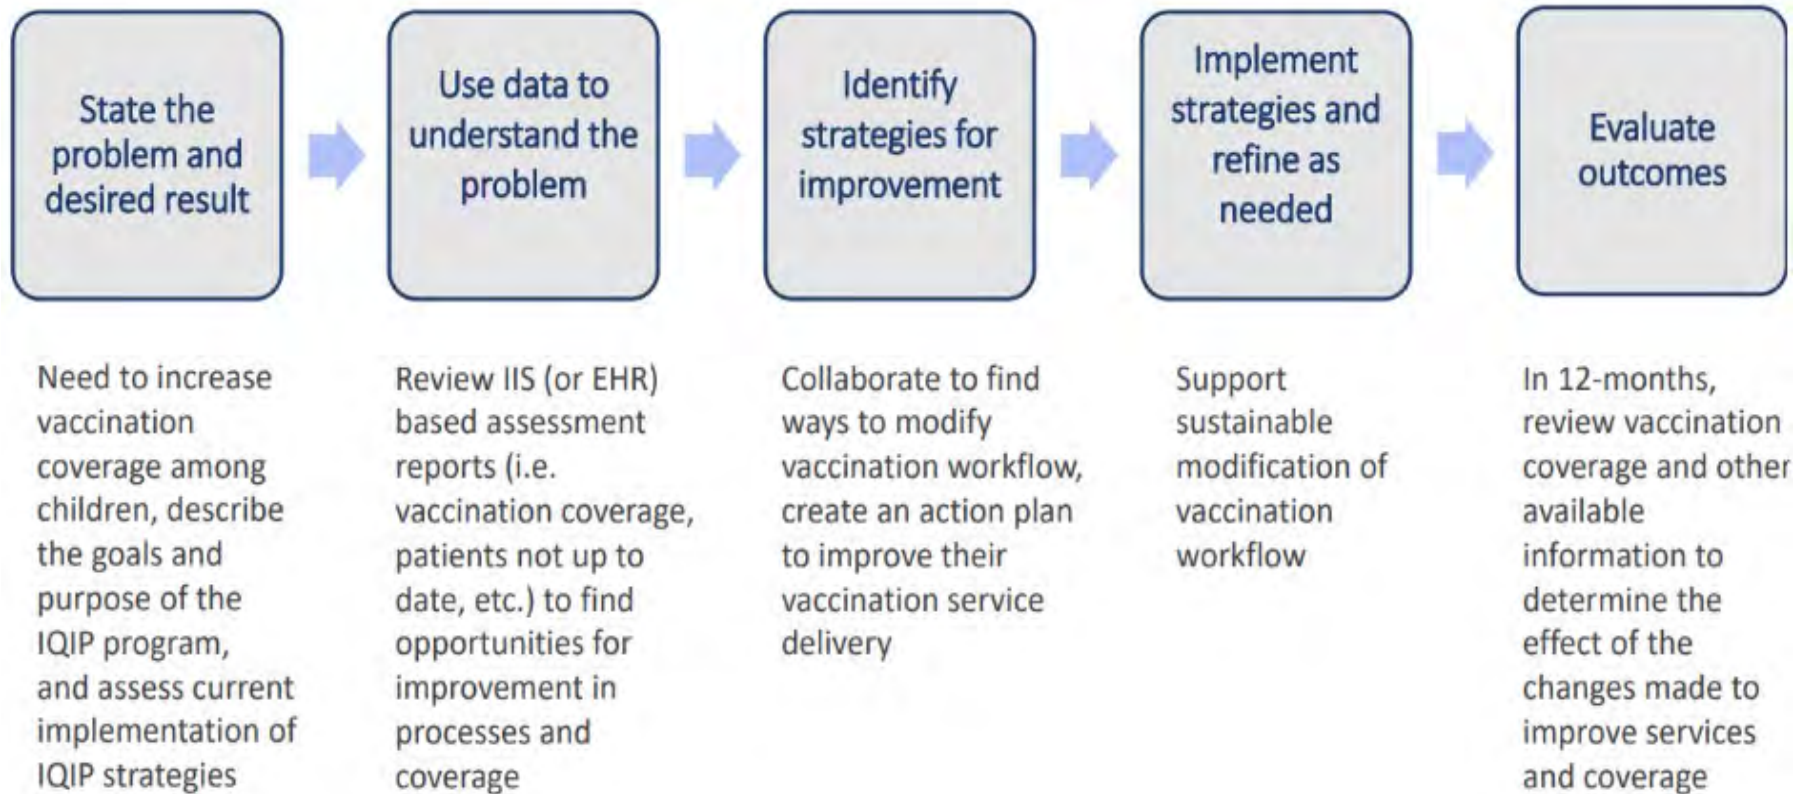 State the
problem and
desired result
Use data to
understand the
problem
Identify
strategies for
improvement
Implement
strategies and
refine as
needed
Evaluate
outcomes
Need to increase
vaccination
coverage among
children, describe
the goals and
purpose of the
IQIP program,
and assess current
implementation of
IQIP strategies
Review IIS (or EHR)
based assessment
reports (i.e.
vaccination coverage,
patients not up to
date, etc.) to find
opportunities for
improvement in
processes and
coverage
Collaborate to find
ways to modify
vaccination workflow,
create an action plan
to improve their
vaccination service
delivery
Support
sustainable
modification of
vaccination
workflow
In 12-months,
review vaccination
coverage and other
available
information to
determine the
effect of the
changes made to
improve services
and coverage